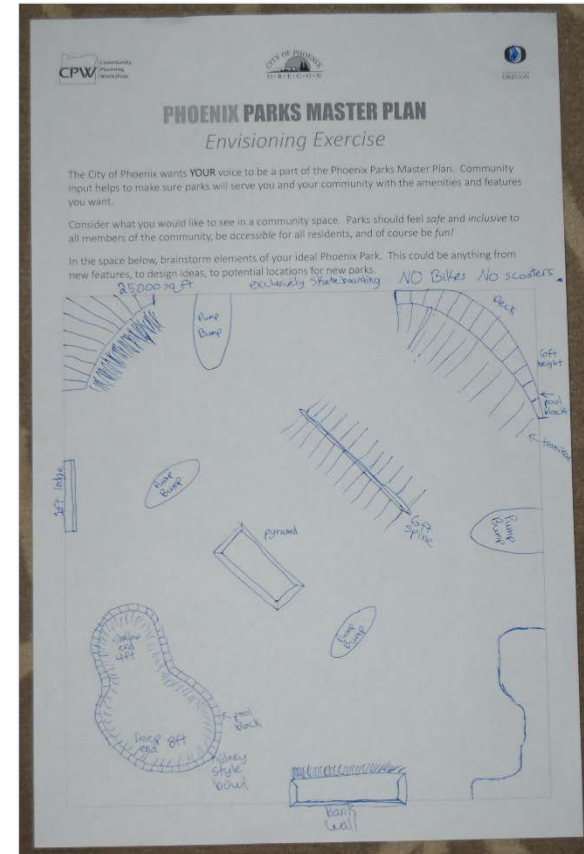 CPW
Community
Planning
Workshop
CITY OF PHOENIX
O·R·E·G·O·N
OREGON
PHOENIX PARKS MASTER PLAN
Envisioning Exercise
The City of Phoenix wants YOUR voice to be a part of the Phoenix Parks Master Plan. Community
input helps to make sure parks will serve you and your community with the amenities and features
you want.
Consider what you would like to see in a community space. Parks should feel safe and inclusive to
all members of the community, be accessible for all residents, and of course be fun!
In the space below, brainstorm elements of your ideal Phoenix Park. This could be anything from
new features, to design ideas, to potential locations for new parks.
25000 sq ft
exclusively Skateboarding
NO Bikes NO scooters.
Pump
Bump
Deck
6ft
height
pool
block
transition
ledge
Pump
Bump
6ft
Spine
Pump
Bump
pyramid
Pump
Bump
Shallow
end
Deep
end 8ft
pool
block
kidney
style
bowl
Bank
wall